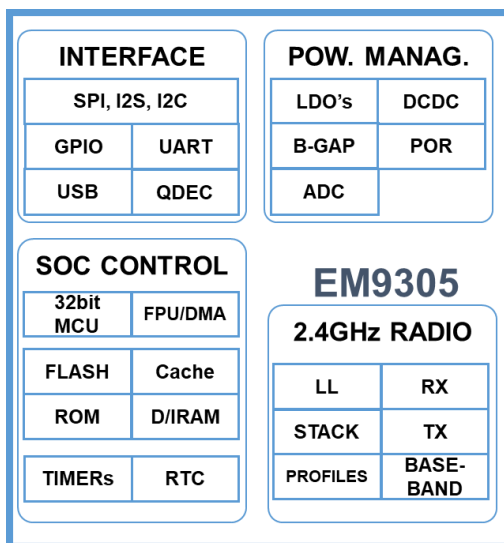 INTERFACE
SPI, I2S, I2C
GPIO UART
USB QDEC
POW. MANAG.
LDO's DCDC
B-GAP POR
ADC
SOC CONTROL
32bit
MCU
FPU/DMA
FLASH Cache
ROM D/IRAM
TIMERs RTC
EM9305
2.4GHz RADIO
LL RX
STACK TX
PROFILES
BASE-
BAND